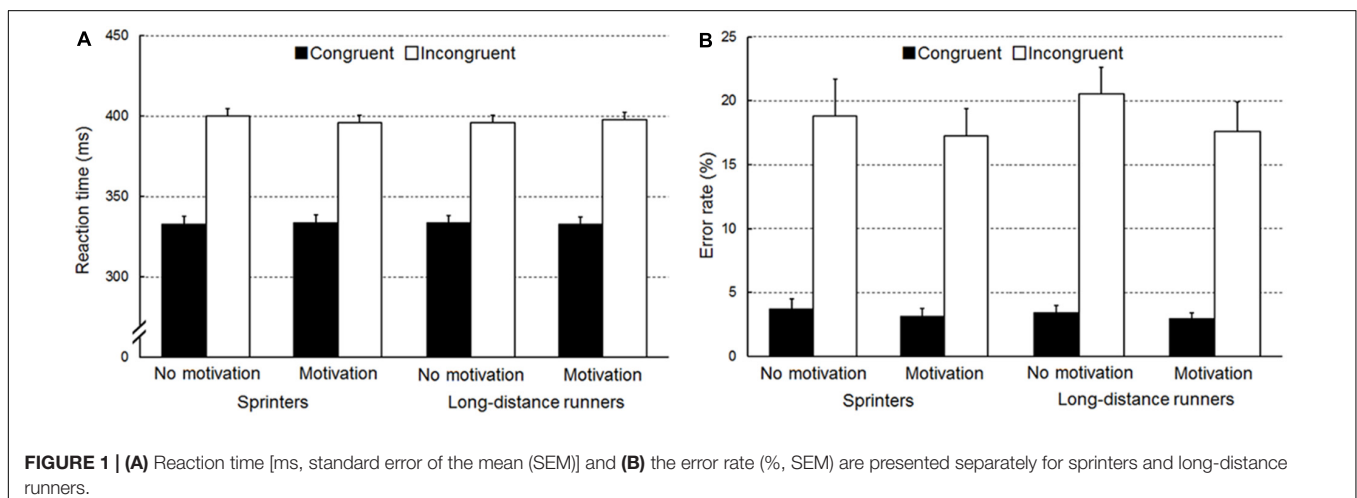 A
450
Congruent Incongruent
400
350
300
0
Reaction time (ms)
No motivation Motivation No motivation Motivation
Sprinters Long-distance runners
B
25
Congruent Incongruent
20
15
10
5
0
Error rate (%)
No motivation Motivation No motivation Motivation
Sprinters Long-distance runners
FIGURE 1 | (A) Reaction time [ms, standard error of the mean (SEM)] and (B) the error rate (%, SEM) are presented separately for sprinters and long-distance
runners.